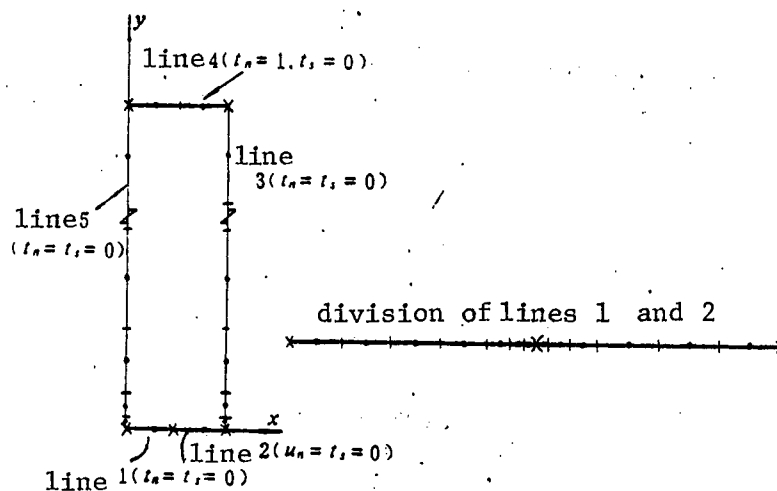 y
line4(tₙ=1, tₛ=0)
line
3(tₙ=tₛ=0)
line5
(tₙ=tₛ=0)
division of lines 1 and 2
x
line 2(uₙ=tₛ=0)
line 1(tₙ=tₛ=0)